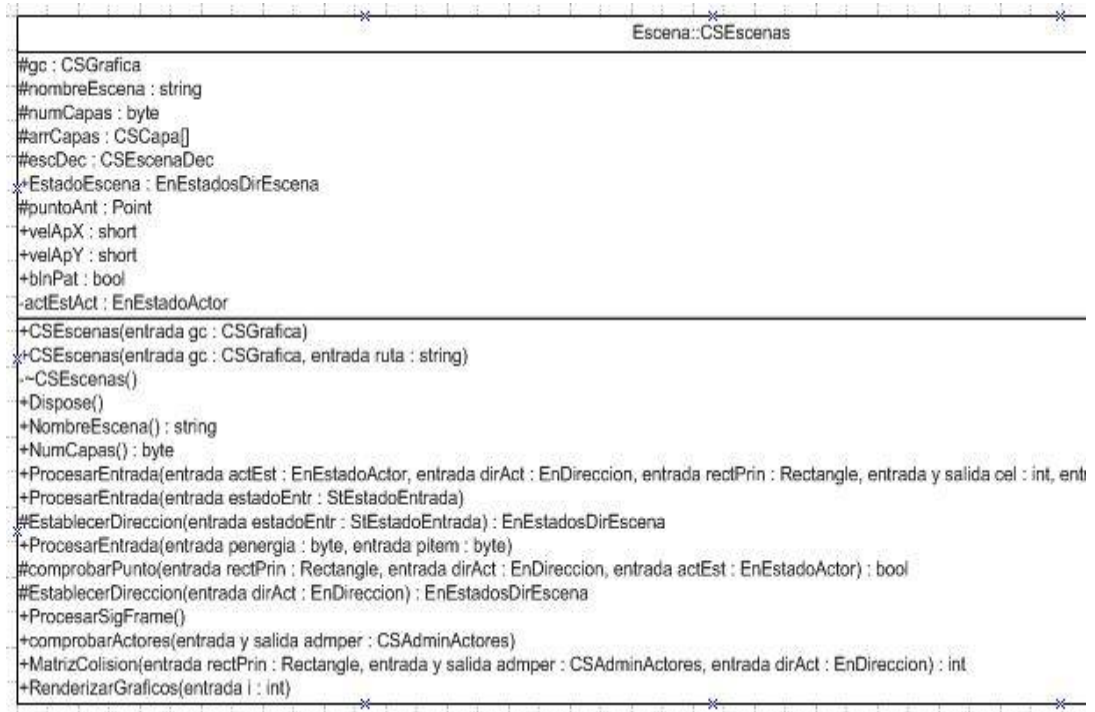 Escena::CSEscenas
#gc : CSGrafica
#nombreEscena : string
#numCapas : byte
#arrCapas : CSCapa[]
#escDec : CSEscenaDec
+EstadoEscena : EnEstadosDirEscena
#puntoAnt : Point
+velApX : short
+velApY : short
+blnPat : bool
-actEstAct : EnEstadoActor
+CSEscenas(entrada gc : CSGrafica)
+CSEscenas(entrada gc : CSGrafica, entrada ruta : string)
-~CSEscenas()
+Dispose()
+NombreEscena() : string
+NumCapas() : byte
+ProcesarEntrada(entrada actEst : EnEstadoActor, entrada dirAct : EnDireccion, entrada rectPrin : Rectangle, entrada y salida cel : int, entr
+ProcesarEntrada(entrada estadoEntr : StEstadoEntrada)
#EstablecerDireccion(entrada estadoEntr : StEstadoEntrada) : EnEstadosDirEscena
+ProcesarEntrada(entrada penergia : byte, entrada pitem : byte)
#comprobarPunto(entrada rectPrin : Rectangle, entrada dirAct : EnDireccion, entrada actEst : EnEstadoActor) : bool
#EstablecerDireccion(entrada dirAct : EnDireccion) : EnEstadosDirEscena
+ProcesarSigFrame()
+comprobarActores(entrada y salida admper : CSAdminActores)
+MatrizColision(entrada rectPrin : Rectangle, entrada y salida admper : CSAdminActores, entrada dirAct : EnDireccion) : int
+RenderizarGraficos(entrada i : int)